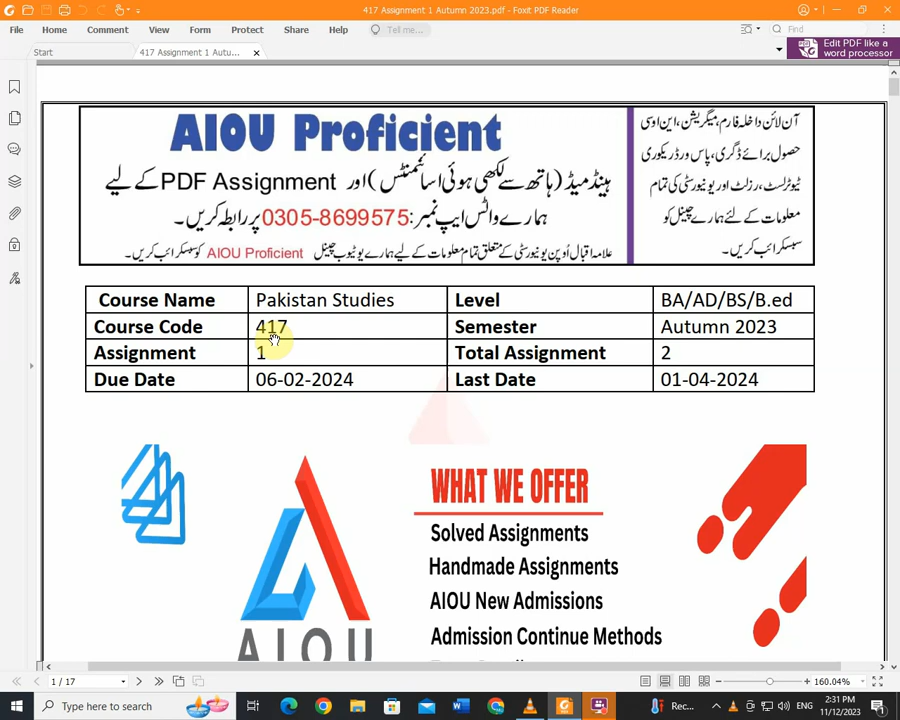 417 Assignment 1 Autumn 2023.pdf - Foxit PDF Reader
File Home Comment View Form Protect Share Help Tell me... Find
Start 417 Assignment 1 Autu... Edit PDF like a word processor
AIOU Proficient
ہینڈ میڈ (ہاتھ سے لکھی ہوئی اسائمنٹس) اور PDF Assignment کے لیے
ہمارے واٹس ایپ نمبر: 0305-8699575 پر رابطہ کریں۔
علامہ اقبال اُوپن یونیورسٹی کے متعلق تمام معلومات کے لیے ہمارے یوٹیوب چینل AIOU Proficient کو سبسکرائب کریں۔
آن لائن داخلہ فارم، میگریشن، این او سی
حصول برائے ڈگری، پاس ورڈ ریکوری
ٹیوٹر لسٹ، رزلٹ اور یونیورسٹی کی تمام
معلومات کے لئے ہمارے چینل کو
سبسکرائب کریں۔
Course Name Pakistan Studies Level BA/AD/BS/B.ed
Course Code 417 Semester Autumn 2023
Assignment 1 Total Assignment 2
Due Date 06-02-2024 Last Date 01-04-2024
WHAT WE OFFER
Solved Assignments
Handmade Assignments
AIOU New Admissions
Admission Continue Methods
AIOU
1 / 17 160.04%
Type here to search Rec... ENG 2:31 PM
11/12/2023